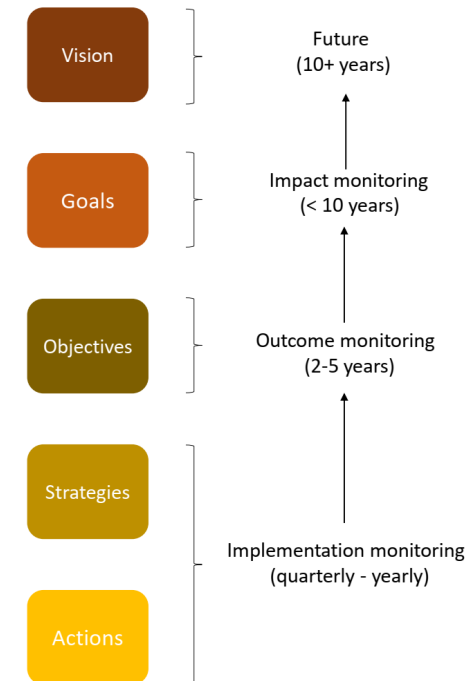 Vision
Future
(10+ years)
Goals
Impact monitoring
(< 10 years)
Objectives
Outcome monitoring
(2-5 years)
Strategies
Implementation monitoring
(quarterly - yearly)
Actions